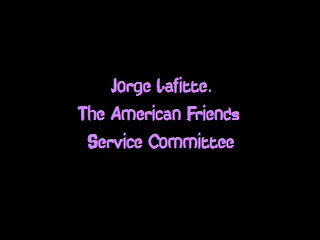 Jorge Lafitte.
The American Friends
Service Committee